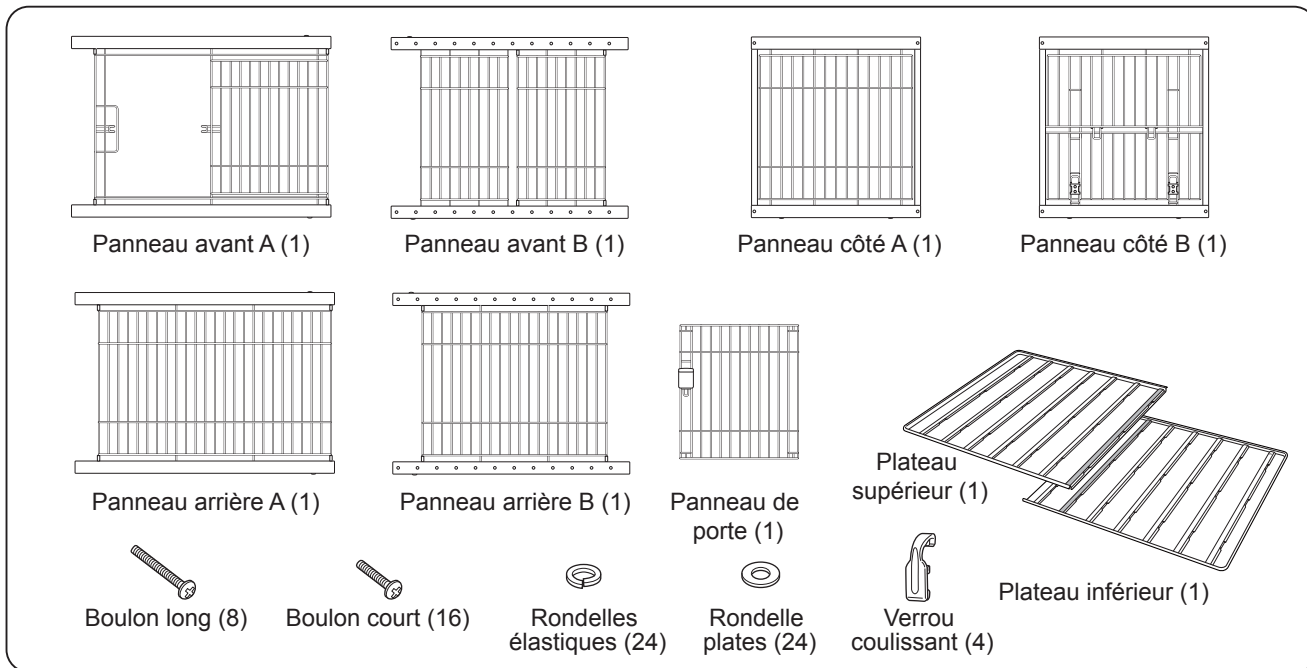 Panneau avant A (1)
Panneau avant B (1)
Panneau côté A (1)
Panneau côté B (1)
Panneau arrière A (1)
Panneau arrière B (1)
Panneau de
porte (1)
Plateau
supérieur (1)
Plateau inférieur (1)
Boulon long (8)
Boulon court (16)
Rondelles
élastiques (24)
Rondelle
plates (24)
Verrou
coulissant (4)